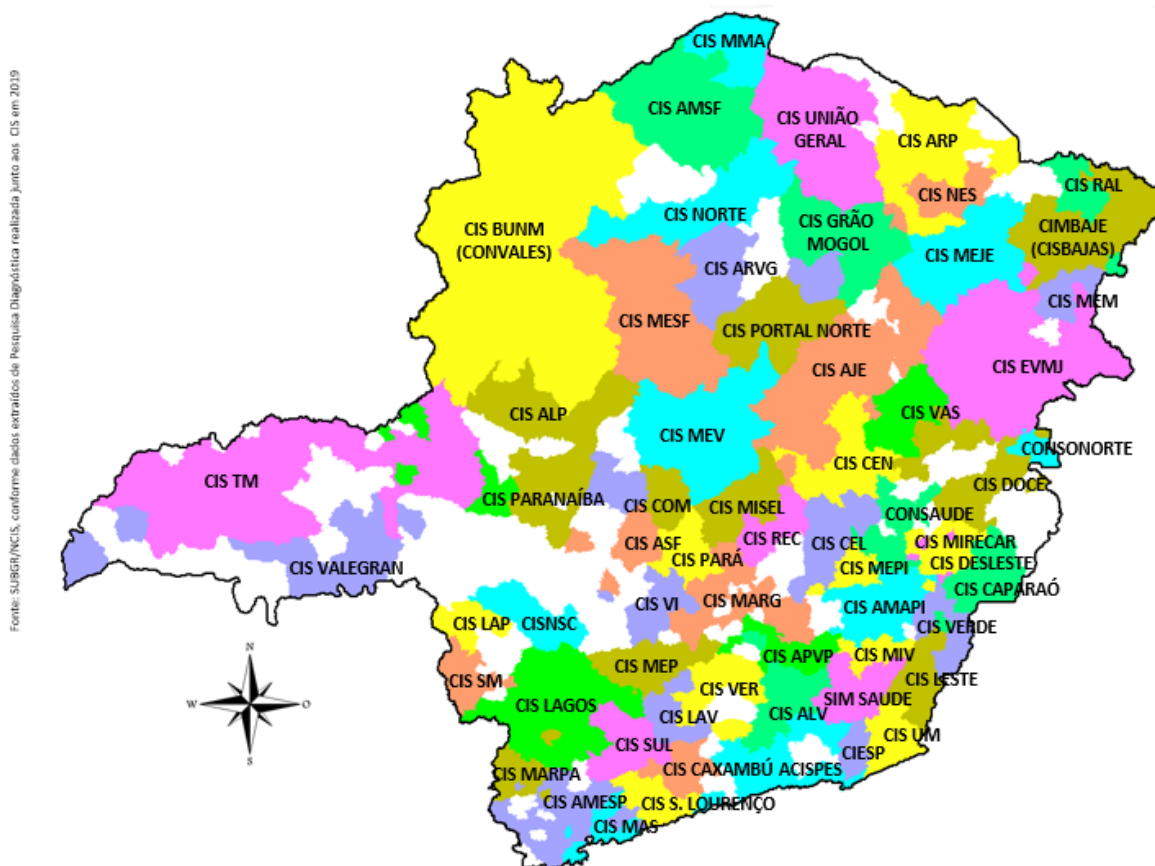 Fonte: SUBGR/NCIS, conforme dados extraídos de Pesquisa Diagnóstica realizada junto aos CIS em 2019
CIS MMA
CIS AMSF
CIS UNIÃO
GERAL
CIS ARP
CIS RAL
CIS NES
CIS NORTE
CIS GRÃO
MOGOL
CIMBAJE
(CISBAJAS)
CIS BUNM
(CONVALES)
CIS MEJE
CIS ARVG
CIS MEM
CIS MESF
CIS PORTAL NORTE
CIS EVMJ
CIS AJE
CIS ALP
CIS VAS
CIS MEV
CONSONORTE
CIS CEN
CIS TM
CIS DOCE
CIS PARANAÍBA
CIS COM
CIS MISEL
CONSAUDE
CIS REC
CIS CEL
CIS MIRECAR
CIS ASF
CIS PARÁ
CIS DESLESTE
CIS VALEGRAN
CIS MEPI
CIS CAPARAÓ
CIS VI
CIS MARG
CIS AMAPI
CIS LAP
CISNSC
CIS VERDE
CIS APVP
CIS MIV
CIS MEP
CIS SM
CIS VER
CIS LESTE
CIS LAGOS
SIM SAUDE
CIS LAV
CIS ALV
CIS UM
CIS SUL
CIESP
CIS MARPA
CIS CAXAMBÚ
ACISPES
CIS AMESP
CIS S. LOURENÇO
CIS MAS
N
W
O
S